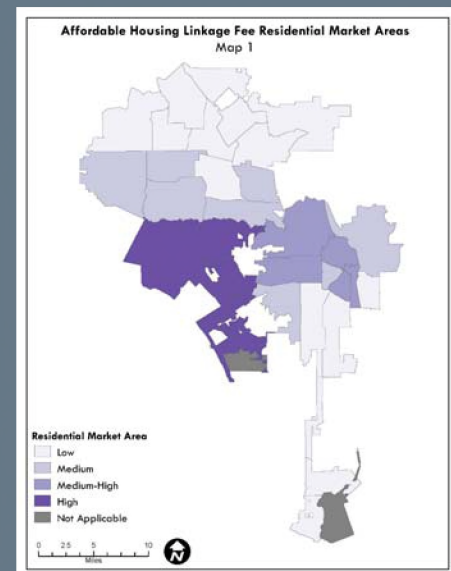 Affordable Housing Linkage Fee Residential Market Areas
Map 1
Residential Market Area
Low
Medium
Medium-High
High
Not Applicable
0 2.5 5 10
Miles
N